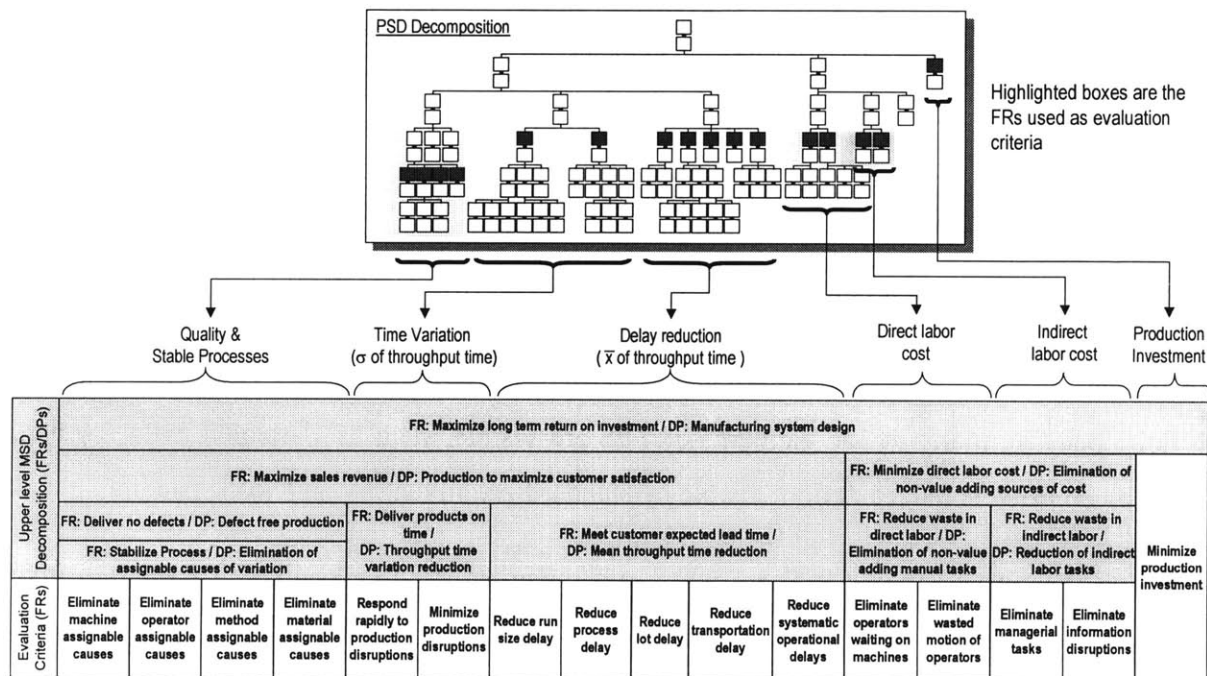 PSD Decomposition
Highlighted boxes are the
FRs used as evaluation
criteria
Quality &
Stable Processes
Time Variation
(σ of throughput time)
Delay reduction
( x̅ of throughput time )
Direct labor
cost
Indirect
labor cost
Production
Investment
Upper level MSD
Decomposition (FRs/DPs)
FR: Maximize long term return on investment / DP: Manufacturing system design
FR: Maximize sales revenue / DP: Production to maximize customer satisfaction
FR: Minimize direct labor cost / DP: Elimination of
non-value adding sources of cost
FR: Deliver no defects / DP: Defect free production
FR: Stabilize Process / DP: Elimination of
assignable causes of variation
FR: Deliver products on
time /
DP: Throughput time
variation reduction
FR: Meet customer expected lead time /
DP: Mean throughput time reduction
FR: Reduce waste in
direct labor / DP:
Elimination of non-value
adding manual tasks
FR: Reduce waste in
indirect labor /
DP: Reduction of indirect
labor tasks
Minimize
production
investment
Evaluation
Criteria (FRs)
Eliminate
machine
assignable
causes
Eliminate
operator
assignable
causes
Eliminate
method
assignable
causes
Eliminate
material
assignable
causes
Respond
rapidly to
production
disruptions
Minimize
production
disruptions
Reduce run
size delay
Reduce
process
delay
Reduce
lot delay
Reduce
transportation
delay
Reduce
systematic
operational
delays
Eliminate
operators
waiting on
machines
Eliminate
wasted
motion of
operators
Eliminate
managerial
tasks
Eliminate
information
disruptions